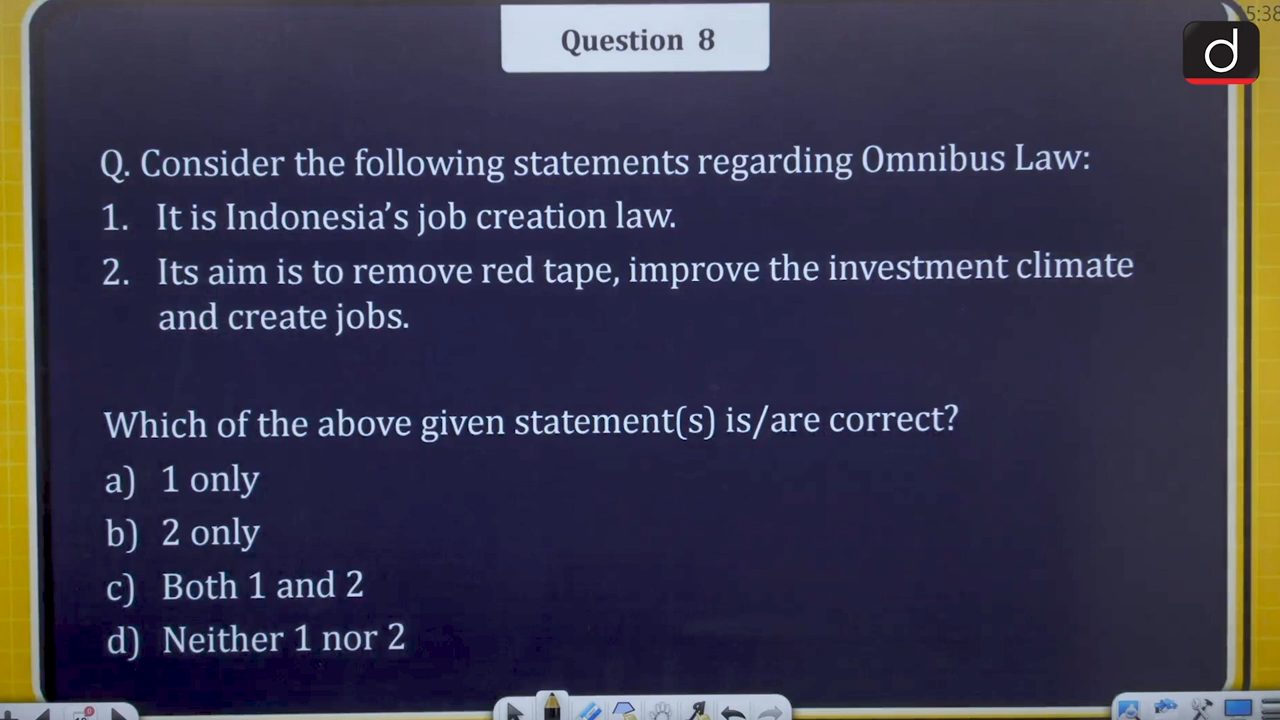 Question 8
5:38
d
Q. Consider the following statements regarding Omnibus Law:
1. It is Indonesia's job creation law.
2. Its aim is to remove red tape, improve the investment climate
and create jobs.
Which of the above given statement(s) is/are correct?
a) 1 only
b) 2 only
c) Both 1 and 2
d) Neither 1 nor 2